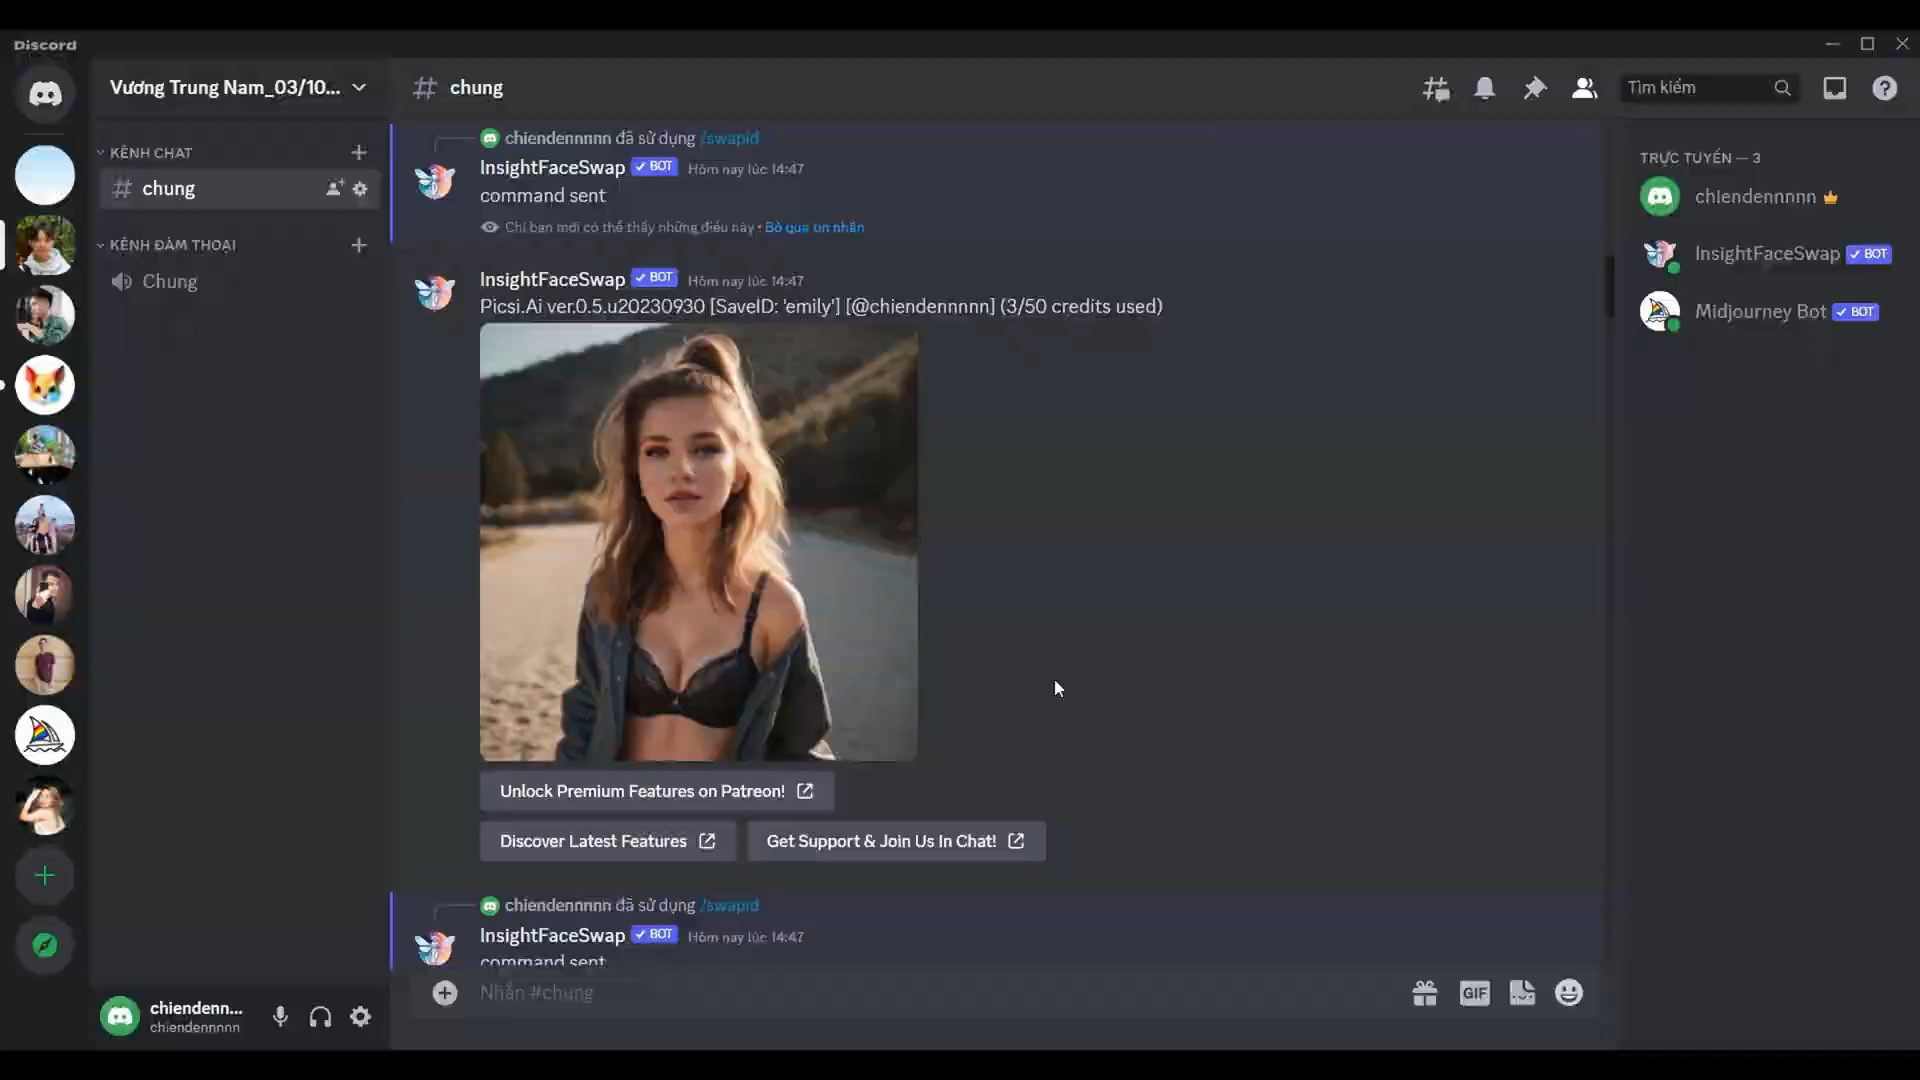 Discord
Vương Trung Nam_03/10...
# chung
Tìm kiếm
KÊNH CHAT
# chung
KÊNH ĐÀM THOẠI
Chung
chiendennnnn đã sử dụng /swapid
InsightFaceSwap BOT Hôm nay lúc 14:47
command sent
Chỉ bạn mới có thể thấy những điều này • Bỏ qua tin nhắn
InsightFaceSwap BOT Hôm nay lúc 14:47
Picsi.Ai ver.0.5.u20230930 [SaveID: 'emily'] [@chiendennnnn] (3/50 credits used)
Unlock Premium Features on Patreon!
Discover Latest Features
Get Support & Join Us In Chat!
chiendennnnn đã sử dụng /swapid
InsightFaceSwap BOT Hôm nay lúc 14:47
command sent
Nhắn #chung
GIF
TRỰC TUYẾN — 3
chiendennnnn
InsightFaceSwap BOT
Midjourney Bot BOT
chiendenn...
chiendennnnn